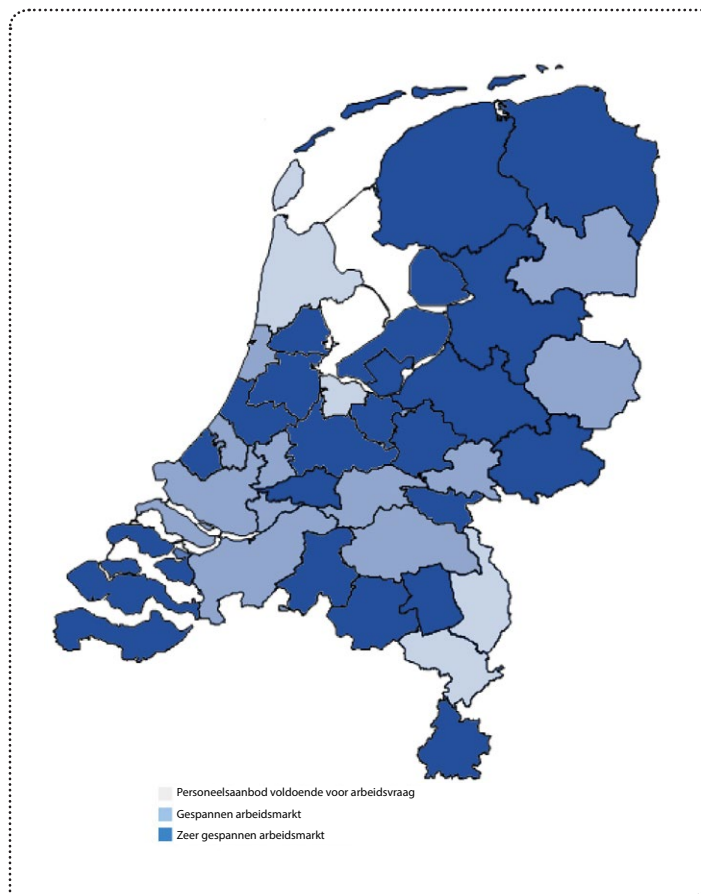 Personeelsaanbod voldoende voor arbeidsvraag
Gespannen arbeidsmarkt
Zeer gespannen arbeidsmarkt